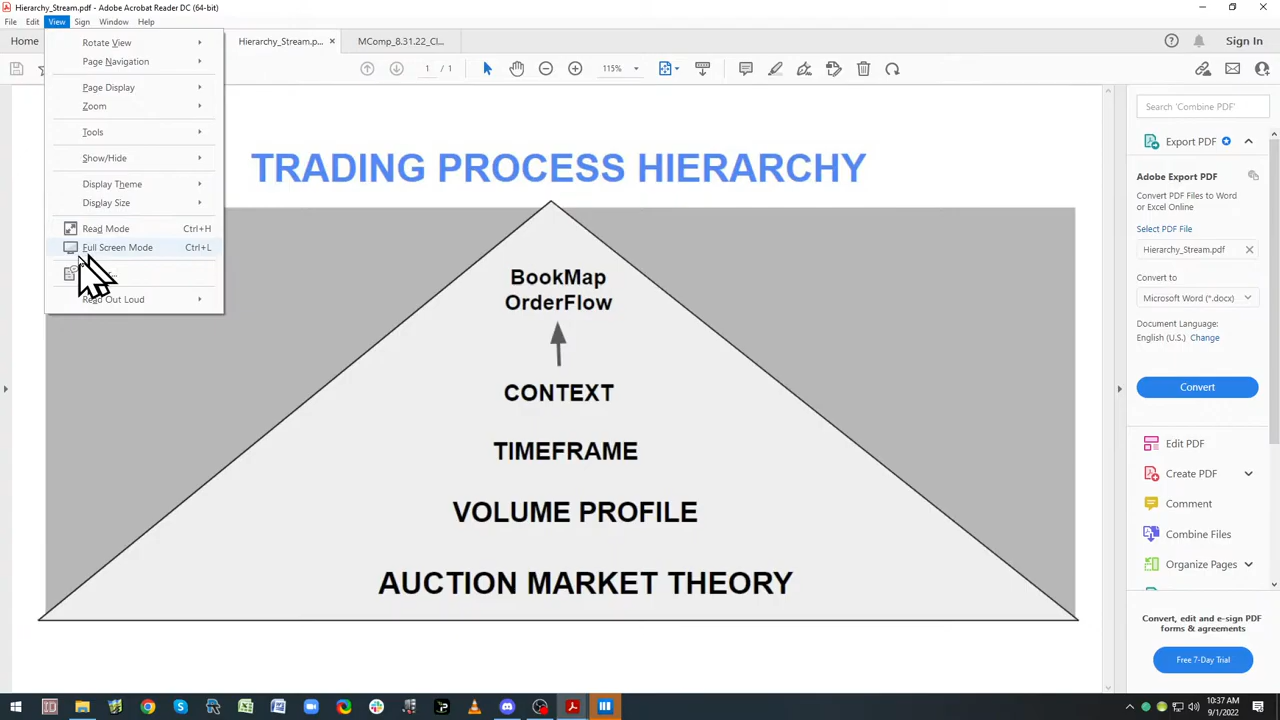 Hierarchy_Stream.pdf - Adobe Acrobat Reader DC (64-bit)
File Edit View Sign Window Help
Home
Hierarchy_Stream.p...
MComp_8.31.22_Cl...
Sign In
1 / 1
115%
Rotate View
Page Navigation
Page Display
Zoom
Tools
Show/Hide
Display Theme
Display Size
Read Mode Ctrl+H
Full Screen Mode Ctrl+L
Read Out Loud
TRADING PROCESS HIERARCHY
BookMap
OrderFlow
CONTEXT
TIMEFRAME
VOLUME PROFILE
AUCTION MARKET THEORY
Search 'Combine PDF'
Export PDF
Adobe Export PDF
Convert PDF Files to Word
or Excel Online
Select PDF File
Hierarchy_Stream.pdf
Convert to
Microsoft Word (*.docx)
Document Language:
English (U.S.) Change
Convert
Edit PDF
Create PDF
Comment
Combine Files
Organize Pages
Convert, edit and e-sign PDF
forms & agreements
Free 7-Day Trial
10:37 AM
9/1/2022